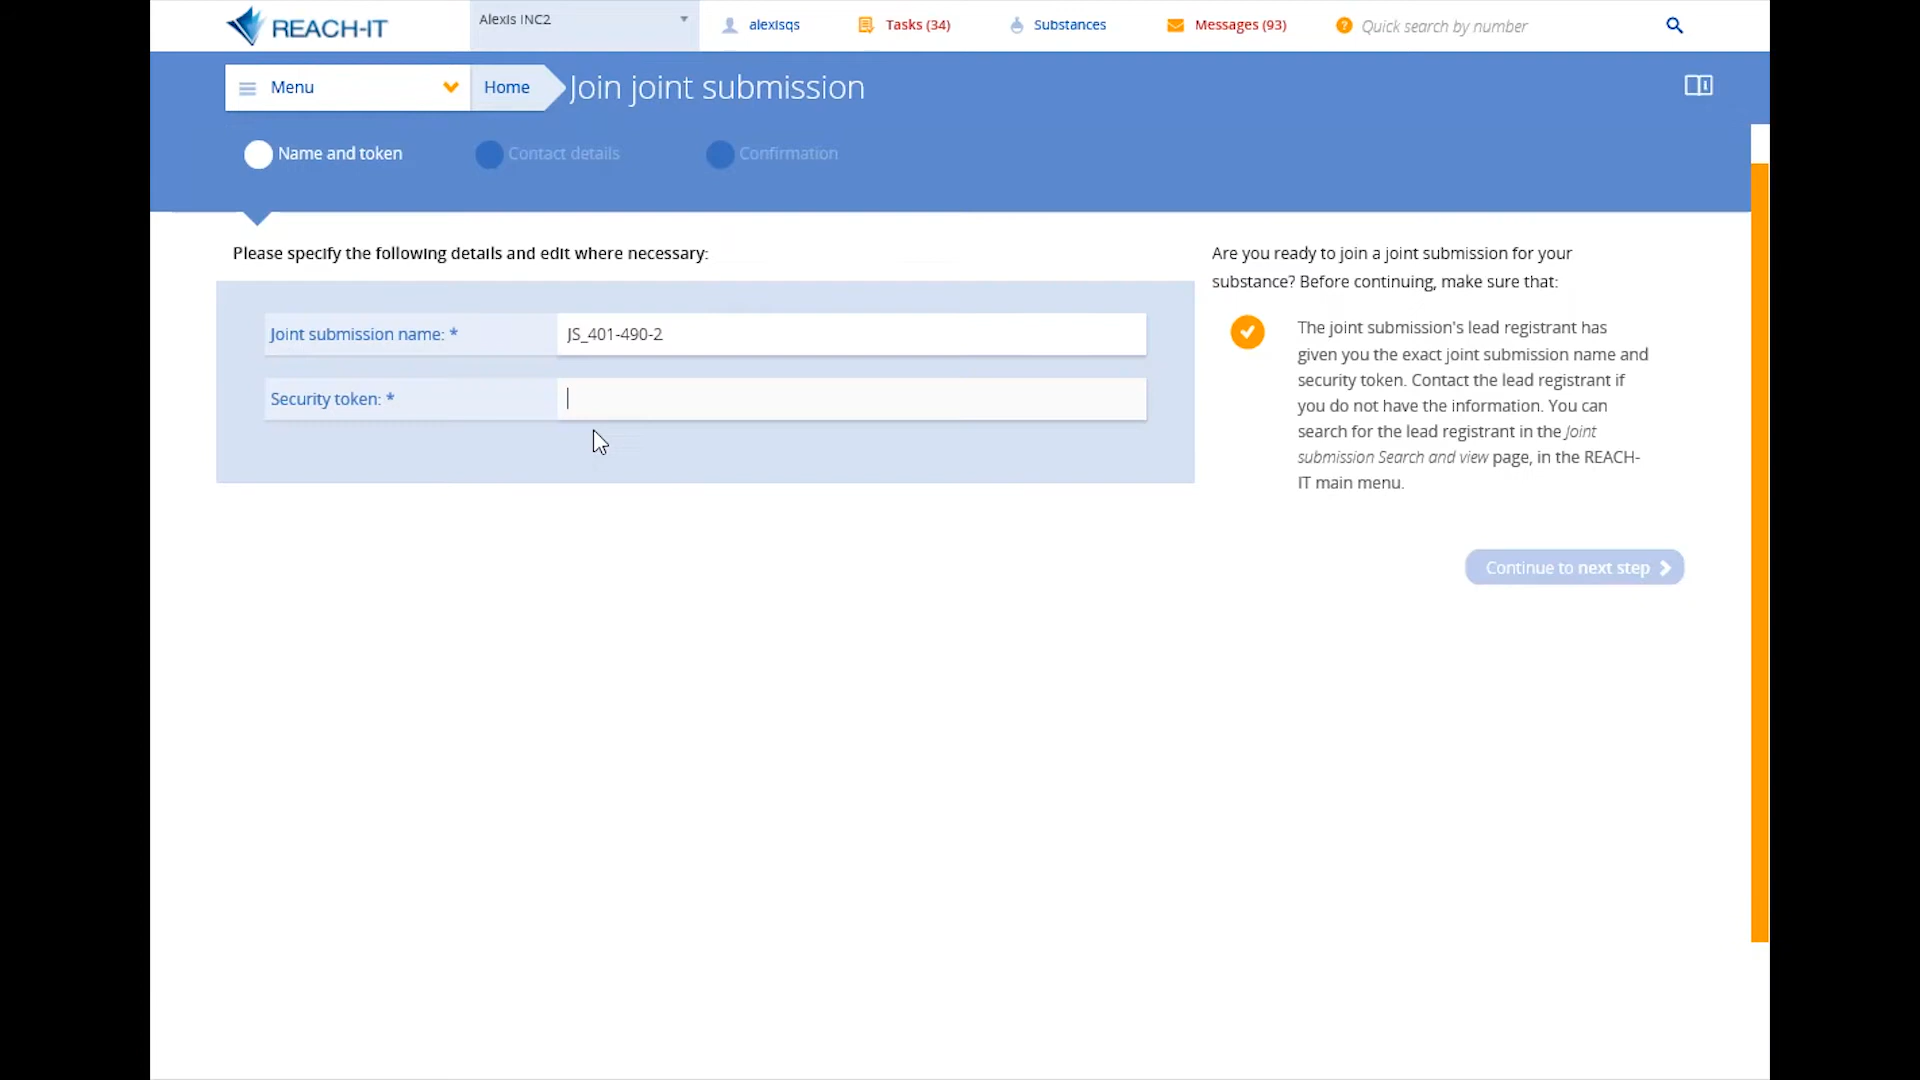 REACH-IT
Alexis INC2
alexisqs
Tasks (34)
Substances
Messages (93)
Quick search by number
Menu
Home
Join joint submission
Name and token
Contact details
Confirmation
Please specify the following details and edit where necessary:
Joint submission name: *
JS_401-490-2
Security token: *
Are you ready to join a joint submission for your
substance? Before continuing, make sure that:
The joint submission's lead registrant has
given you the exact joint submission name and
security token. Contact the lead registrant if
you do not have the information. You can
search for the lead registrant in the Joint
submission Search and view page, in the REACH-
IT main menu.
Continue to next step